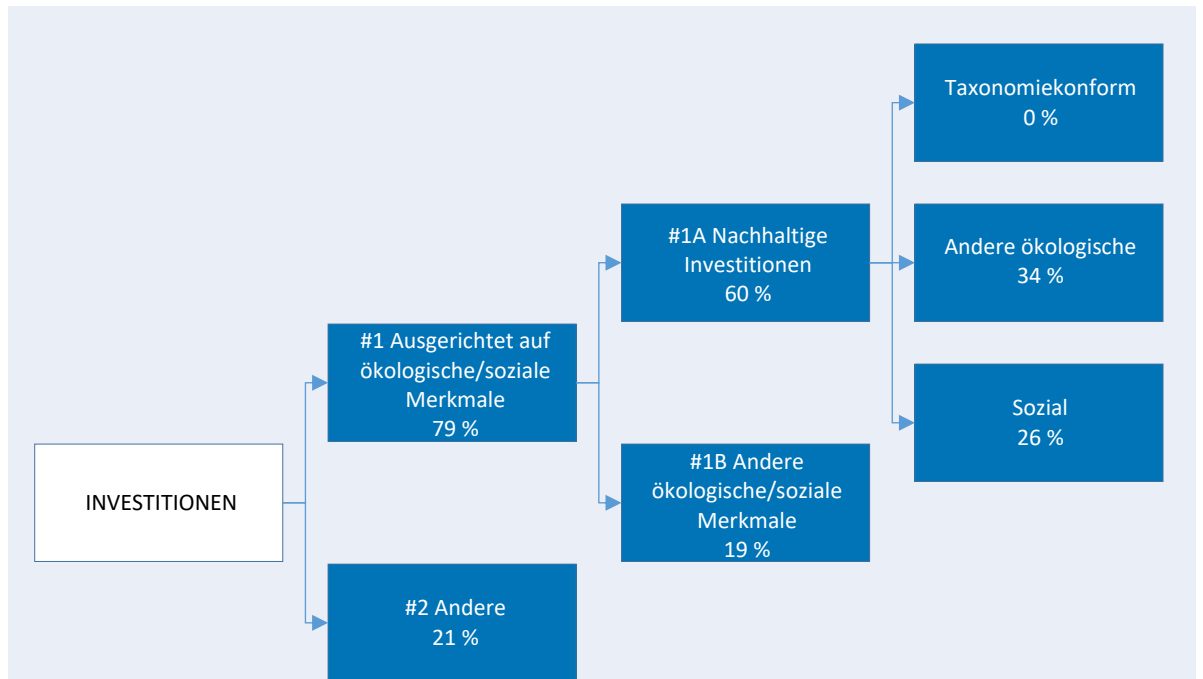 INVESTITIONEN
#1 Ausgerichtet auf
ökologische/soziale
Merkmale
79 %
#2 Andere
21 %
#1A Nachhaltige
Investitionen
60 %
#1B Andere
ökologische/soziale
Merkmale
19 %
Taxonomiekonform
0 %
Andere ökologische
34 %
Sozial
26 %